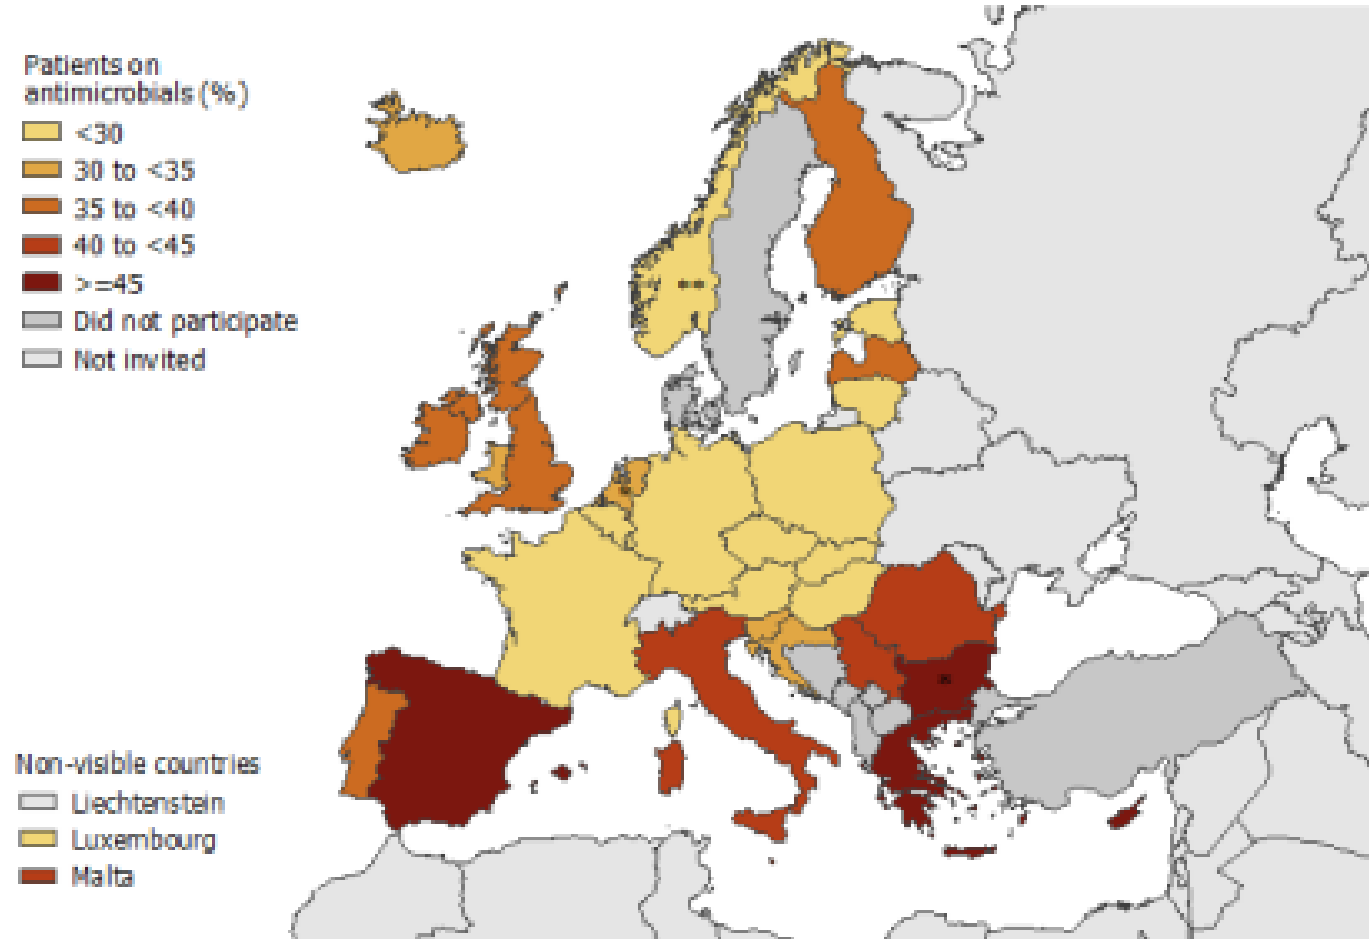 Patients on
antimicrobials (%)
<30
30 to <35
35 to <40
40 to <45
>=45
Did not participate
Not invited
Non-visible countries
Liechtenstein
Luxembourg
Malta